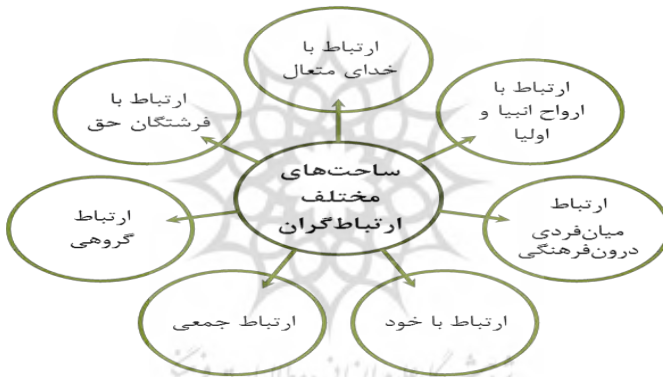 ارتباط با
خدای متعال
ارتباط با
ارواح انبیا و
اولیا
ارتباط
میان‌فردی
درون‌فرهنگی
ارتباط با خود
ارتباط جمعی
ارتباط
گروهی
ارتباط با
فرشتگان حق
ساحت‌های
مختلف
ارتباط‌گران